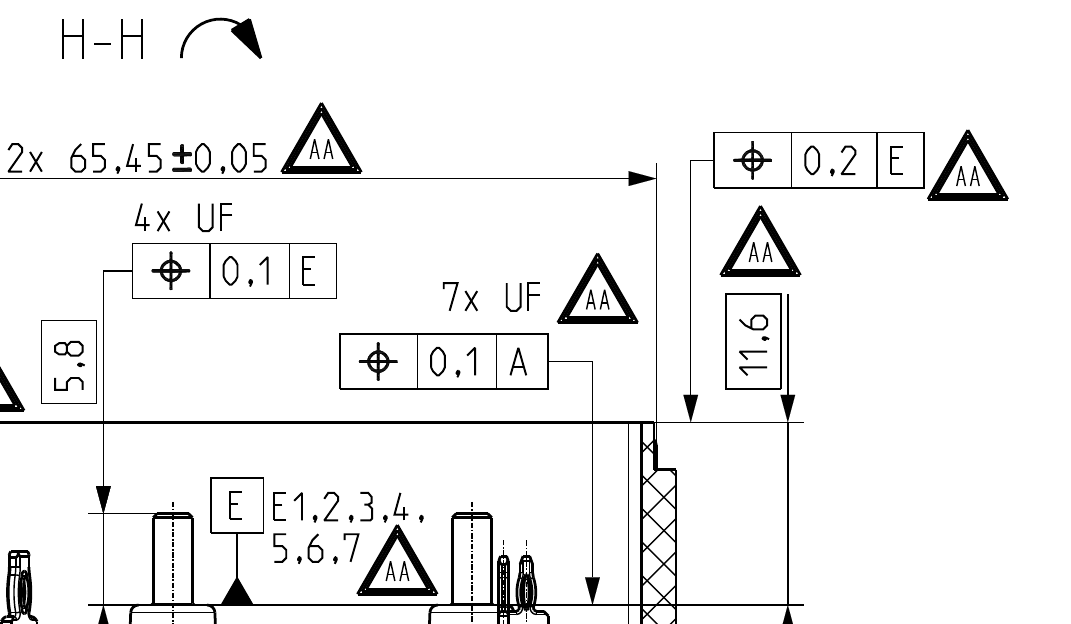 H-H
2x 65,45±0,05 AA
⌖ 0,2 E AA
4x UF
AA
⌖ 0,1 E
7x UF AA
11,6
5,8
⌖ 0,1 A
E E1,2,3,4,
5,6,7 AA